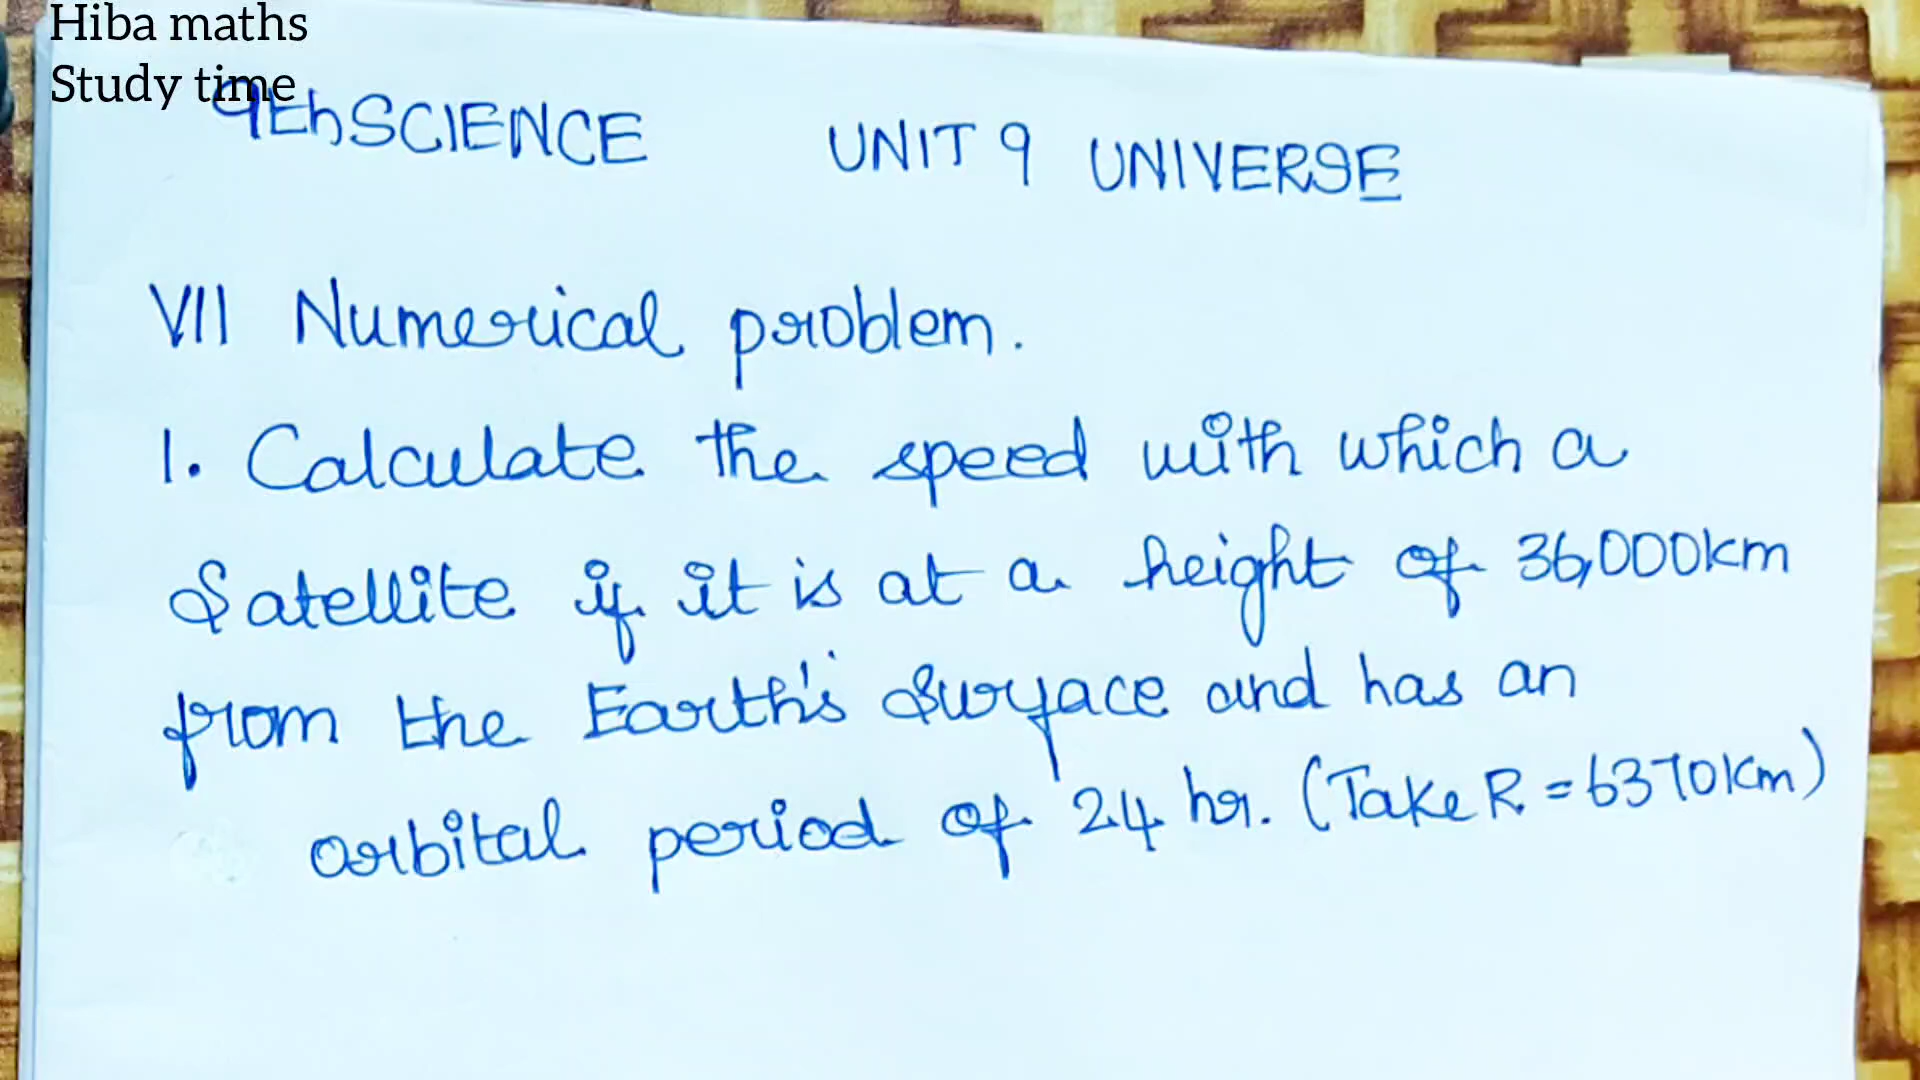 Hiba maths
Study time
9th SCIENCE UNIT 9 UNIVERSE
VII Numerical problem.
1. Calculate the speed with which a
Satellite if it is at a height of 36,000km
from the Earth's Surface and has an
orbital period of 24 hr. (Take R = 6370km)